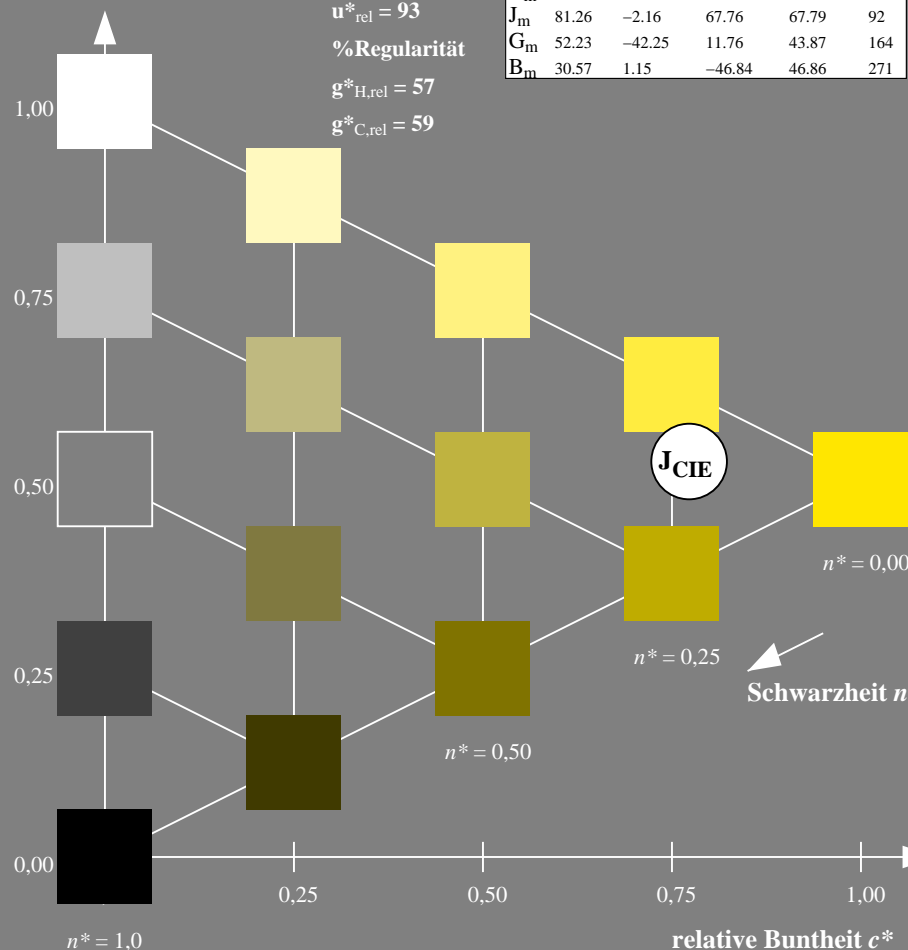 u*rel = 93
%Regularität
g*H,rel = 57
g*C,rel = 59
Jm 81.26 −2.16 67.76 67.79 92
Gm 52.23 −42.25 11.76 43.87 164
Bm 30.57 1.15 −46.84 46.86 271
1,00
0,75
JCIE
0,50
n* = 0,00
n* = 0,25
0,25
Schwarzheit n
n* = 0,50
0,00
0,25 0,50 0,75 1,00
n* = 1,0
relative Buntheit c*